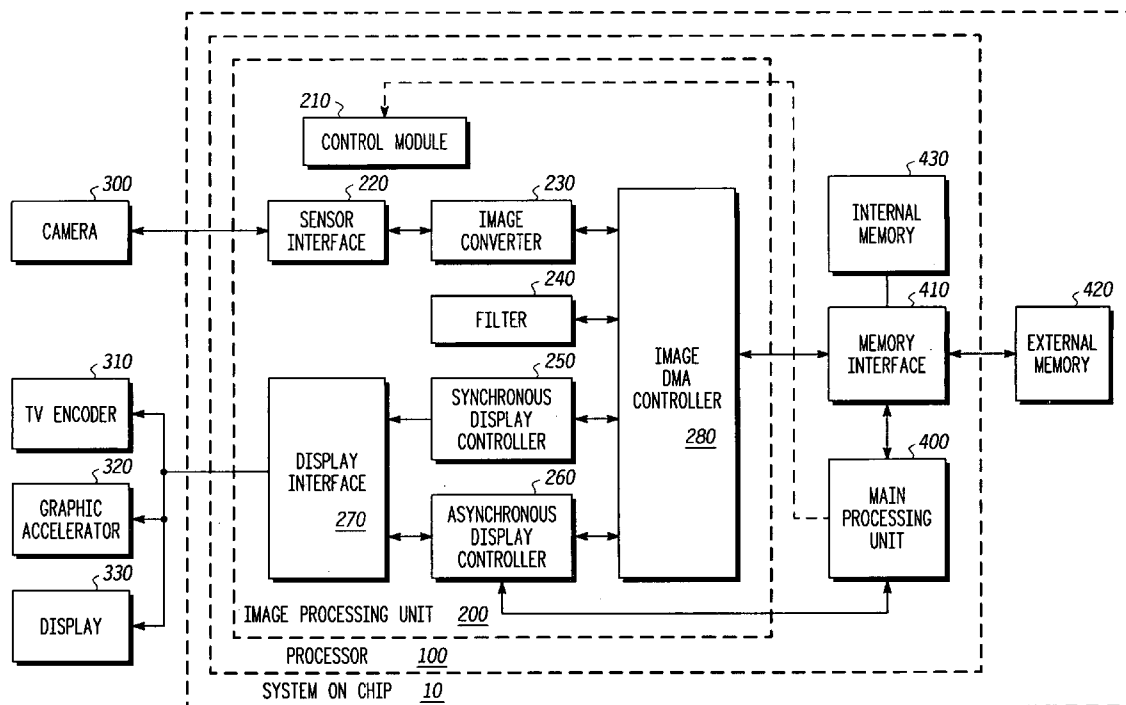 210
CONTROL MODULE
300
CAMERA
220
SENSOR
INTERFACE
230
IMAGE
CONVERTER
240
FILTER
250
SYNCHRONOUS
DISPLAY
CONTROLLER
260
ASYNCHRONOUS
DISPLAY
CONTROLLER
DISPLAY
INTERFACE
270
IMAGE
DMA
CONTROLLER
280
430
INTERNAL
MEMORY
410
MEMORY
INTERFACE
420
EXTERNAL
MEMORY
400
MAIN
PROCESSING
UNIT
310
TV ENCODER
320
GRAPHIC
ACCELERATOR
330
DISPLAY
IMAGE PROCESSING UNIT 200
PROCESSOR 100
SYSTEM ON CHIP 10